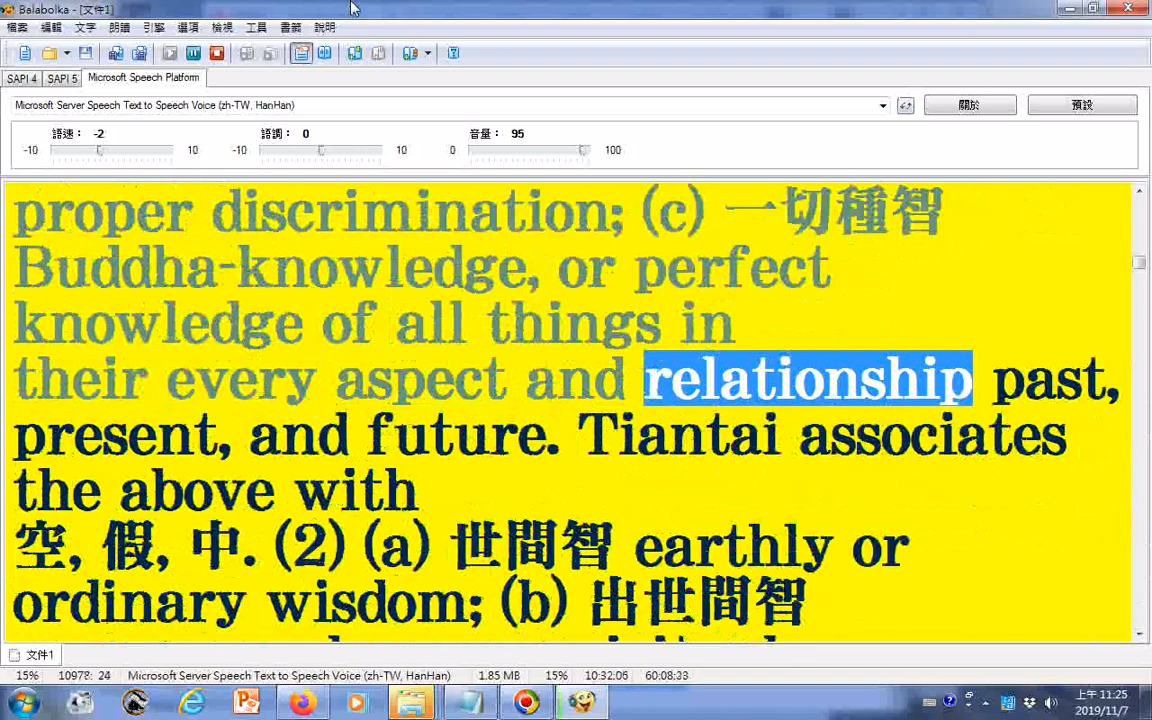 Balabolka - [文件1]
檔案 編輯 文字 朗讀 引擎 選項 檢視 工具 書籤 說明
SAPI 4 SAPI 5 Microsoft Speech Platform
Microsoft Server Speech Text to Speech Voice (zh-TW, HanHan) 關於 預設
語速： -2 語調： 0 音量： 95
-10 10 -10 10 0 100
proper discrimination; (c) 一切種智
Buddha-knowledge, or perfect
knowledge of all things in
their every aspect and relationship past,
present, and future. Tiantai associates
the above with
空, 假, 中. (2) (a) 世間智 earthly or
ordinary wisdom; (b) 出世間智
文件1
15% 10978: 24 Microsoft Server Speech Text to Speech Voice (zh-TW, HanHan) 1.85 MB 15% 10:32:06 60:08:33
上午 11:25
2019/11/7